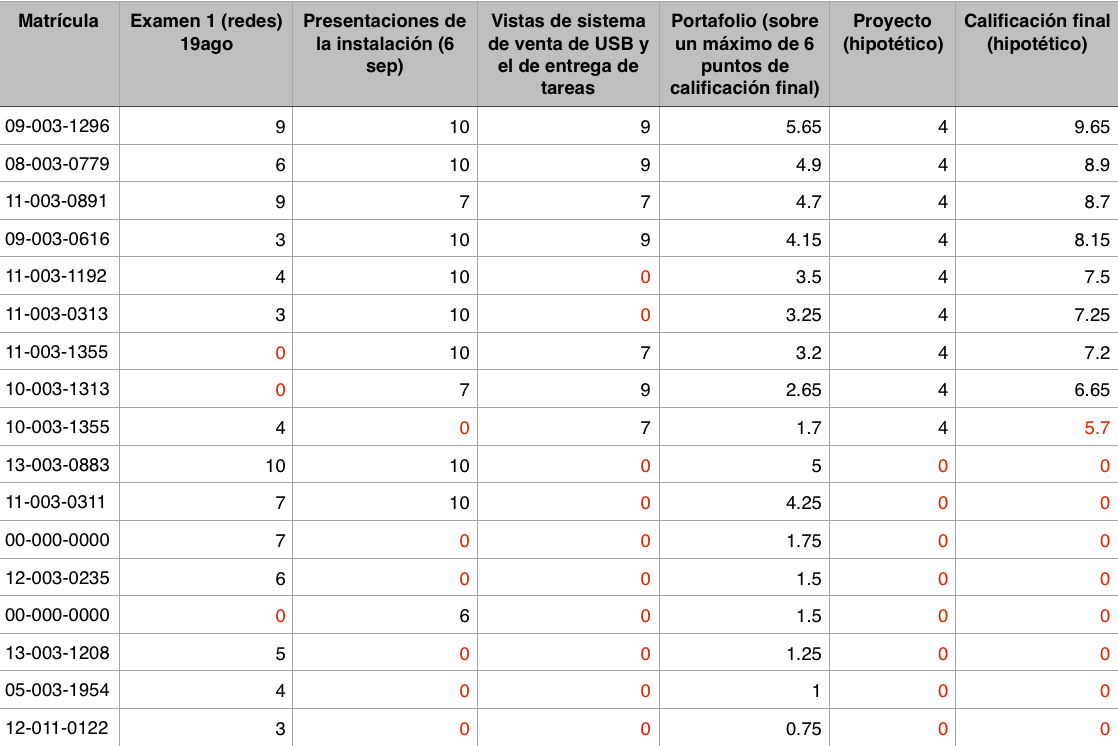 Matrícula Examen 1 (redes) 19ago Presentaciones de la instalación (6 sep) Vistas de sistema de venta de USB y el de entrega de tareas Portafolio (sobre un máximo de 6 puntos de calificación final) Proyecto (hipotético) Calificación final (hipotético)
09-003-1296 9 10 9 5.65 4 9.65
08-003-0779 6 10 9 4.9 4 8.9
11-003-0891 9 7 7 4.7 4 8.7
09-003-0616 3 10 9 4.15 4 8.15
11-003-1192 4 10 0 3.5 4 7.5
11-003-0313 3 10 0 3.25 4 7.25
11-003-1355 0 10 7 3.2 4 7.2
10-003-1313 0 7 9 2.65 4 6.65
10-003-1355 4 0 7 1.7 4 5.7
13-003-0883 10 10 0 5 0 0
11-003-0311 7 10 0 4.25 0 0
00-000-0000 7 0 0 1.75 0 0
12-003-0235 6 0 0 1.5 0 0
00-000-0000 0 6 0 1.5 0 0
13-003-1208 5 0 0 1.25 0 0
05-003-1954 4 0 0 1 0 0
12-011-0122 3 0 0 0.75 0 0